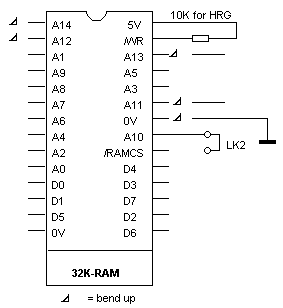 10K for HRG
A14 5V
A12 /WR
A1 A13
A9 A5
A8 A3
A7 A11
A6 0V
A4 A10
A2 /RAMCS
LK2
A0 D4
D0 D3
D1 D7
D5 D2
0V D6
32K-RAM
= bend up